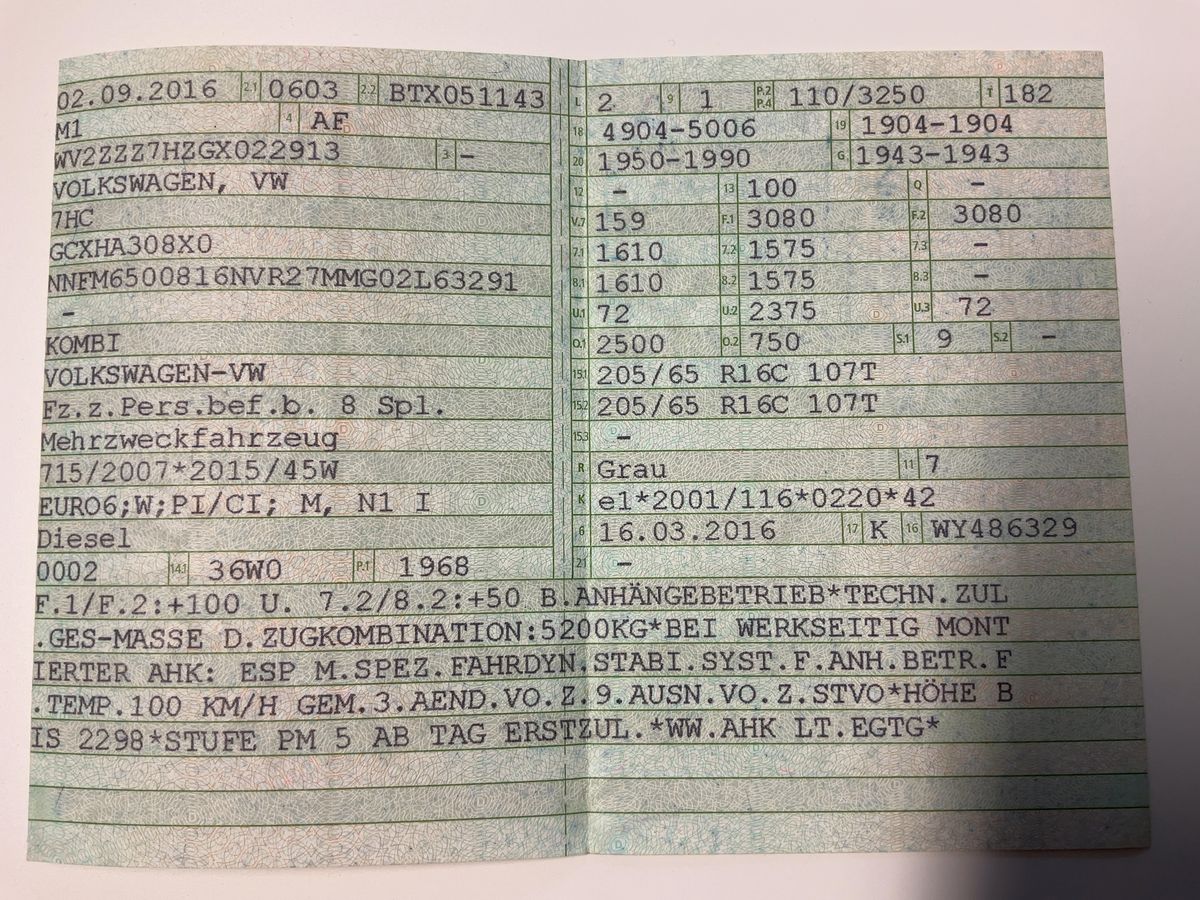 02.09.2016 2.1 0603 2.2 BTX051143
M1 4 AF
WV2ZZZ7HZGX022913 3 –
VOLKSWAGEN, VW
7HC
GCXHA308X0
NNFM6500816NVR27MMG02L63291
–
KOMBI
VOLKSWAGEN-VW
Fz.z.Pers.bef.b. 8 Spl.
Mehrzweckfahrzeug
715/2007*2015/45W
EURO6;W;PI/CI; M, N1 I
Diesel
0002 14.1 36W0 P.1 1968
L 2 9 1 P.2 P.4 110/3250 T 182
18 4904-5006 19 1904-1904
20 1950-1990 G 1943-1943
12 – 13 100 Q –
V.7 159 F.1 3080 F.2 3080
7.1 1610 7.2 1575 7.3 –
8.1 1610 8.2 1575 8.3 –
U.1 72 U.2 2375 U.3 72
O.1 2500 O.2 750 S.1 9 S.2 –
15.1 205/65 R16C 107T
15.2 205/65 R16C 107T
15.3 –
R Grau 11 7
K e1*2001/116*0220*42
6 16.03.2016 17 K 16 WY486329
21 –
F.1/F.2:+100 U. 7.2/8.2:+50 B.ANHÄNGEBETRIEB*TECHN.ZUL
.GES-MASSE D.ZUGKOMBINATION:5200KG*BEI WERKSEITIG MONT
IERTER AHK: ESP M.SPEZ.FAHRDYN.STABI.SYST.F.ANH.BETR.F
.TEMP.100 KM/H GEM.3.AEND.VO.Z.9.AUSN.VO.Z.STVO*HÖHE B
IS 2298*STUFE PM 5 AB TAG ERSTZUL.*WW.AHK LT.EGTG*